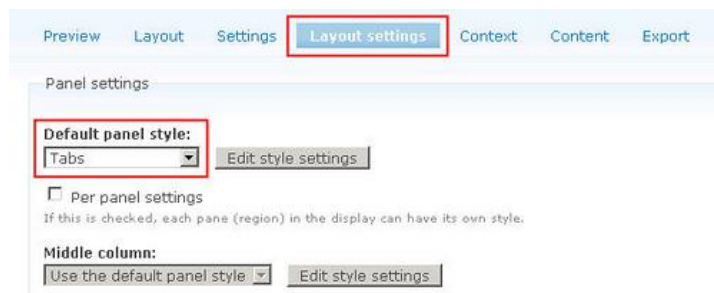 Preview Layout Settings Layout settings Context Content Export
Panel settings
Default panel style:
Tabs Edit style settings
Per panel settings
If this is checked, each pane (region) in the display can have its own style.
Middle column:
Use the default panel style Edit style settings